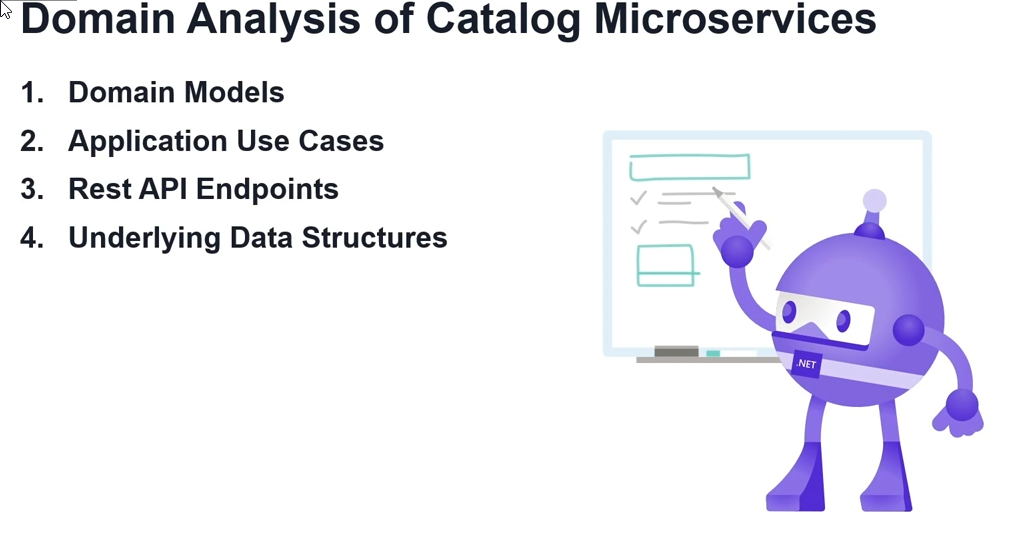 Domain Analysis of Catalog Microservices
1. Domain Models
2. Application Use Cases
3. Rest API Endpoints
4. Underlying Data Structures
.NET